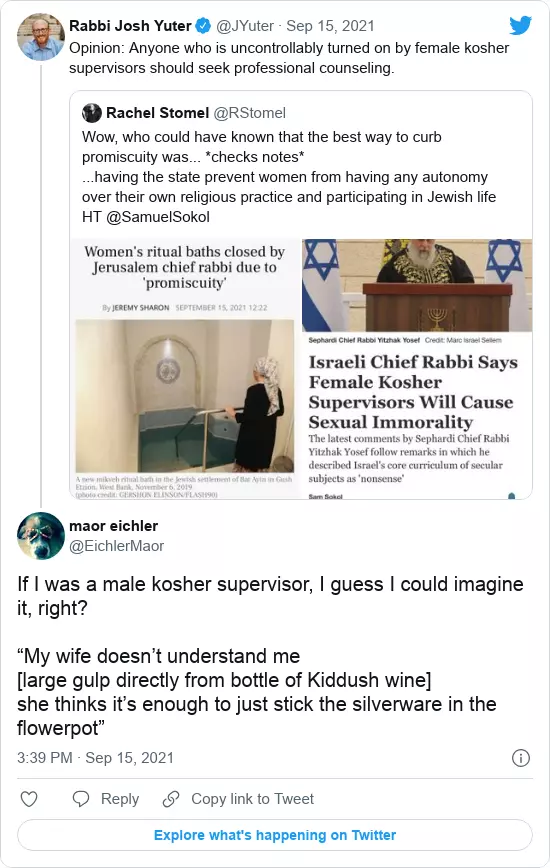 Rabbi Josh Yuter @JYuter · Sep 15, 2021
Opinion: Anyone who is uncontrollably turned on by female kosher
supervisors should seek professional counseling.
Rachel Stomel @RStomel
Wow, who could have known that the best way to curb
promiscuity was... *checks notes*
...having the state prevent women from having any autonomy
over their own religious practice and participating in Jewish life
HT @SamuelSokol
Women's ritual baths closed by
Jerusalem chief rabbi due to
'promiscuity'
By JEREMY SHARON SEPTEMBER 15, 2021 12:22
A new mikveh ritual bath in the Jewish settlement of Bat Ayin in Gush
Etzion, West Bank, November 6, 2019.
(photo credit: GERSHON ELINSON/FLASH90)
Sephardi Chief Rabbi Yitzhak Yosef Credit: Marc Israel Sellem
Israeli Chief Rabbi Says
Female Kosher
Supervisors Will Cause
Sexual Immorality
The latest comments by Sephardi Chief Rabbi
Yitzhak Yosef follow remarks in which he
described Israel's core curriculum of secular
subjects as 'nonsense'
Sam Sokol
maor eichler
@EichlerMaor
If I was a male kosher supervisor, I guess I could imagine
it, right?
“My wife doesn’t understand me
[large gulp directly from bottle of Kiddush wine]
she thinks it’s enough to just stick the silverware in the
flowerpot”
3:39 PM · Sep 15, 2021
Reply
Copy link to Tweet
Explore what's happening on Twitter